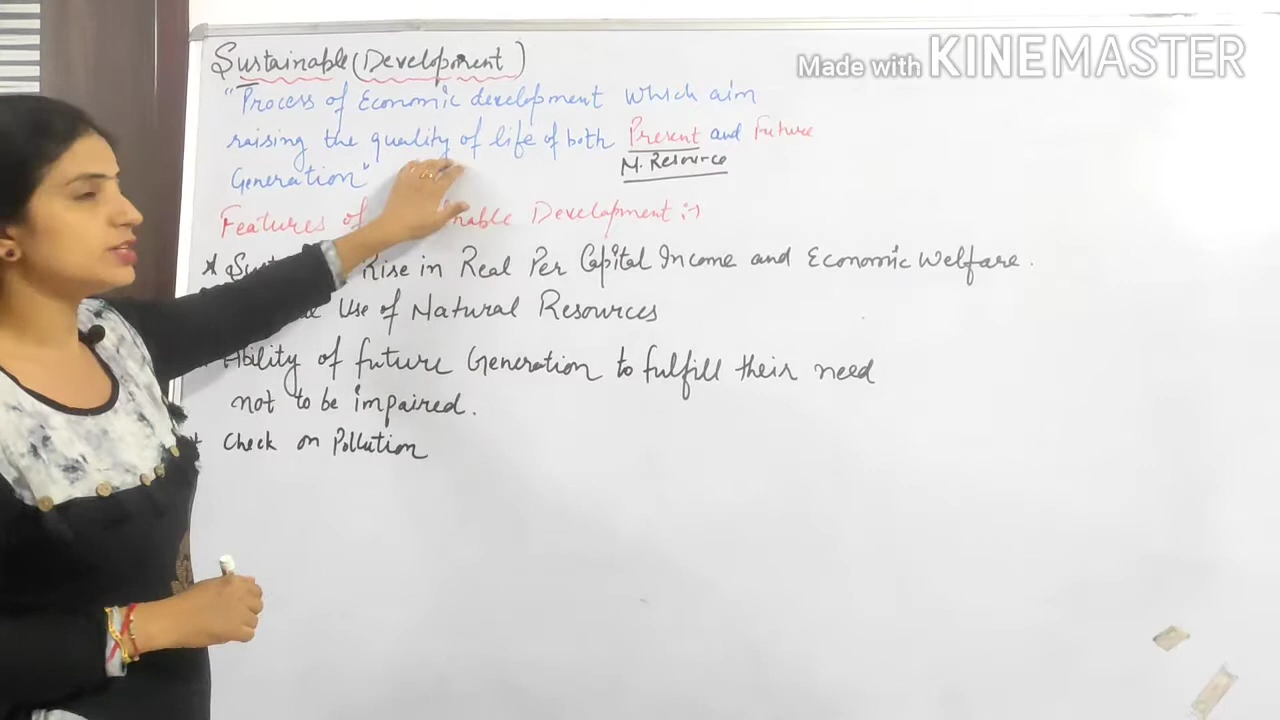 Made with KINEMASTER
Sustainable (Development)
"Process of Economic development which aim
raising the quality of life of both Present and Future
N. Resource
Generation"
Features of Development :-
* Rise in Real Per Capital Income and Economic Welfare.
Use of Natural Resources
Ability of future Generation to fulfill their need
not to be impaired.
* Check on Pollution